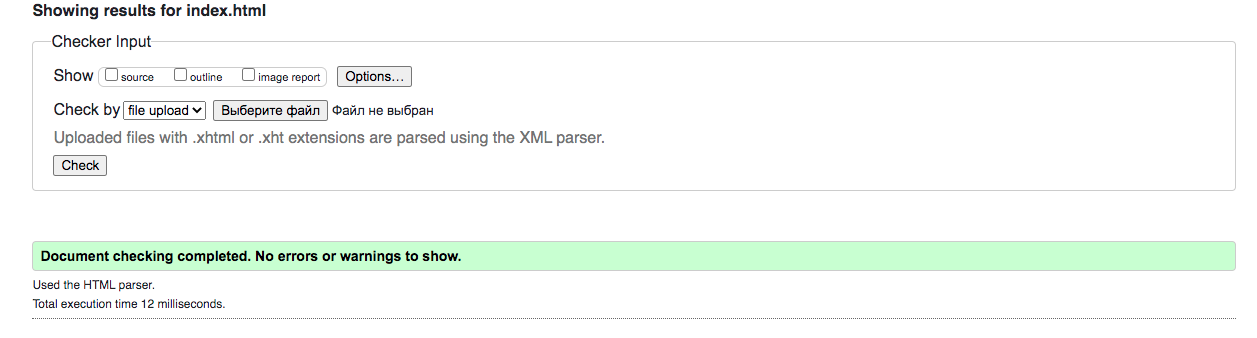 Showing results for index.html
Checker Input
Show source outline image report Options...
Check by file upload Выберите файл Файл не выбран
Uploaded files with .xhtml or .xht extensions are parsed using the XML parser.
Check
Document checking completed. No errors or warnings to show.
Used the HTML parser.
Total execution time 12 milliseconds.